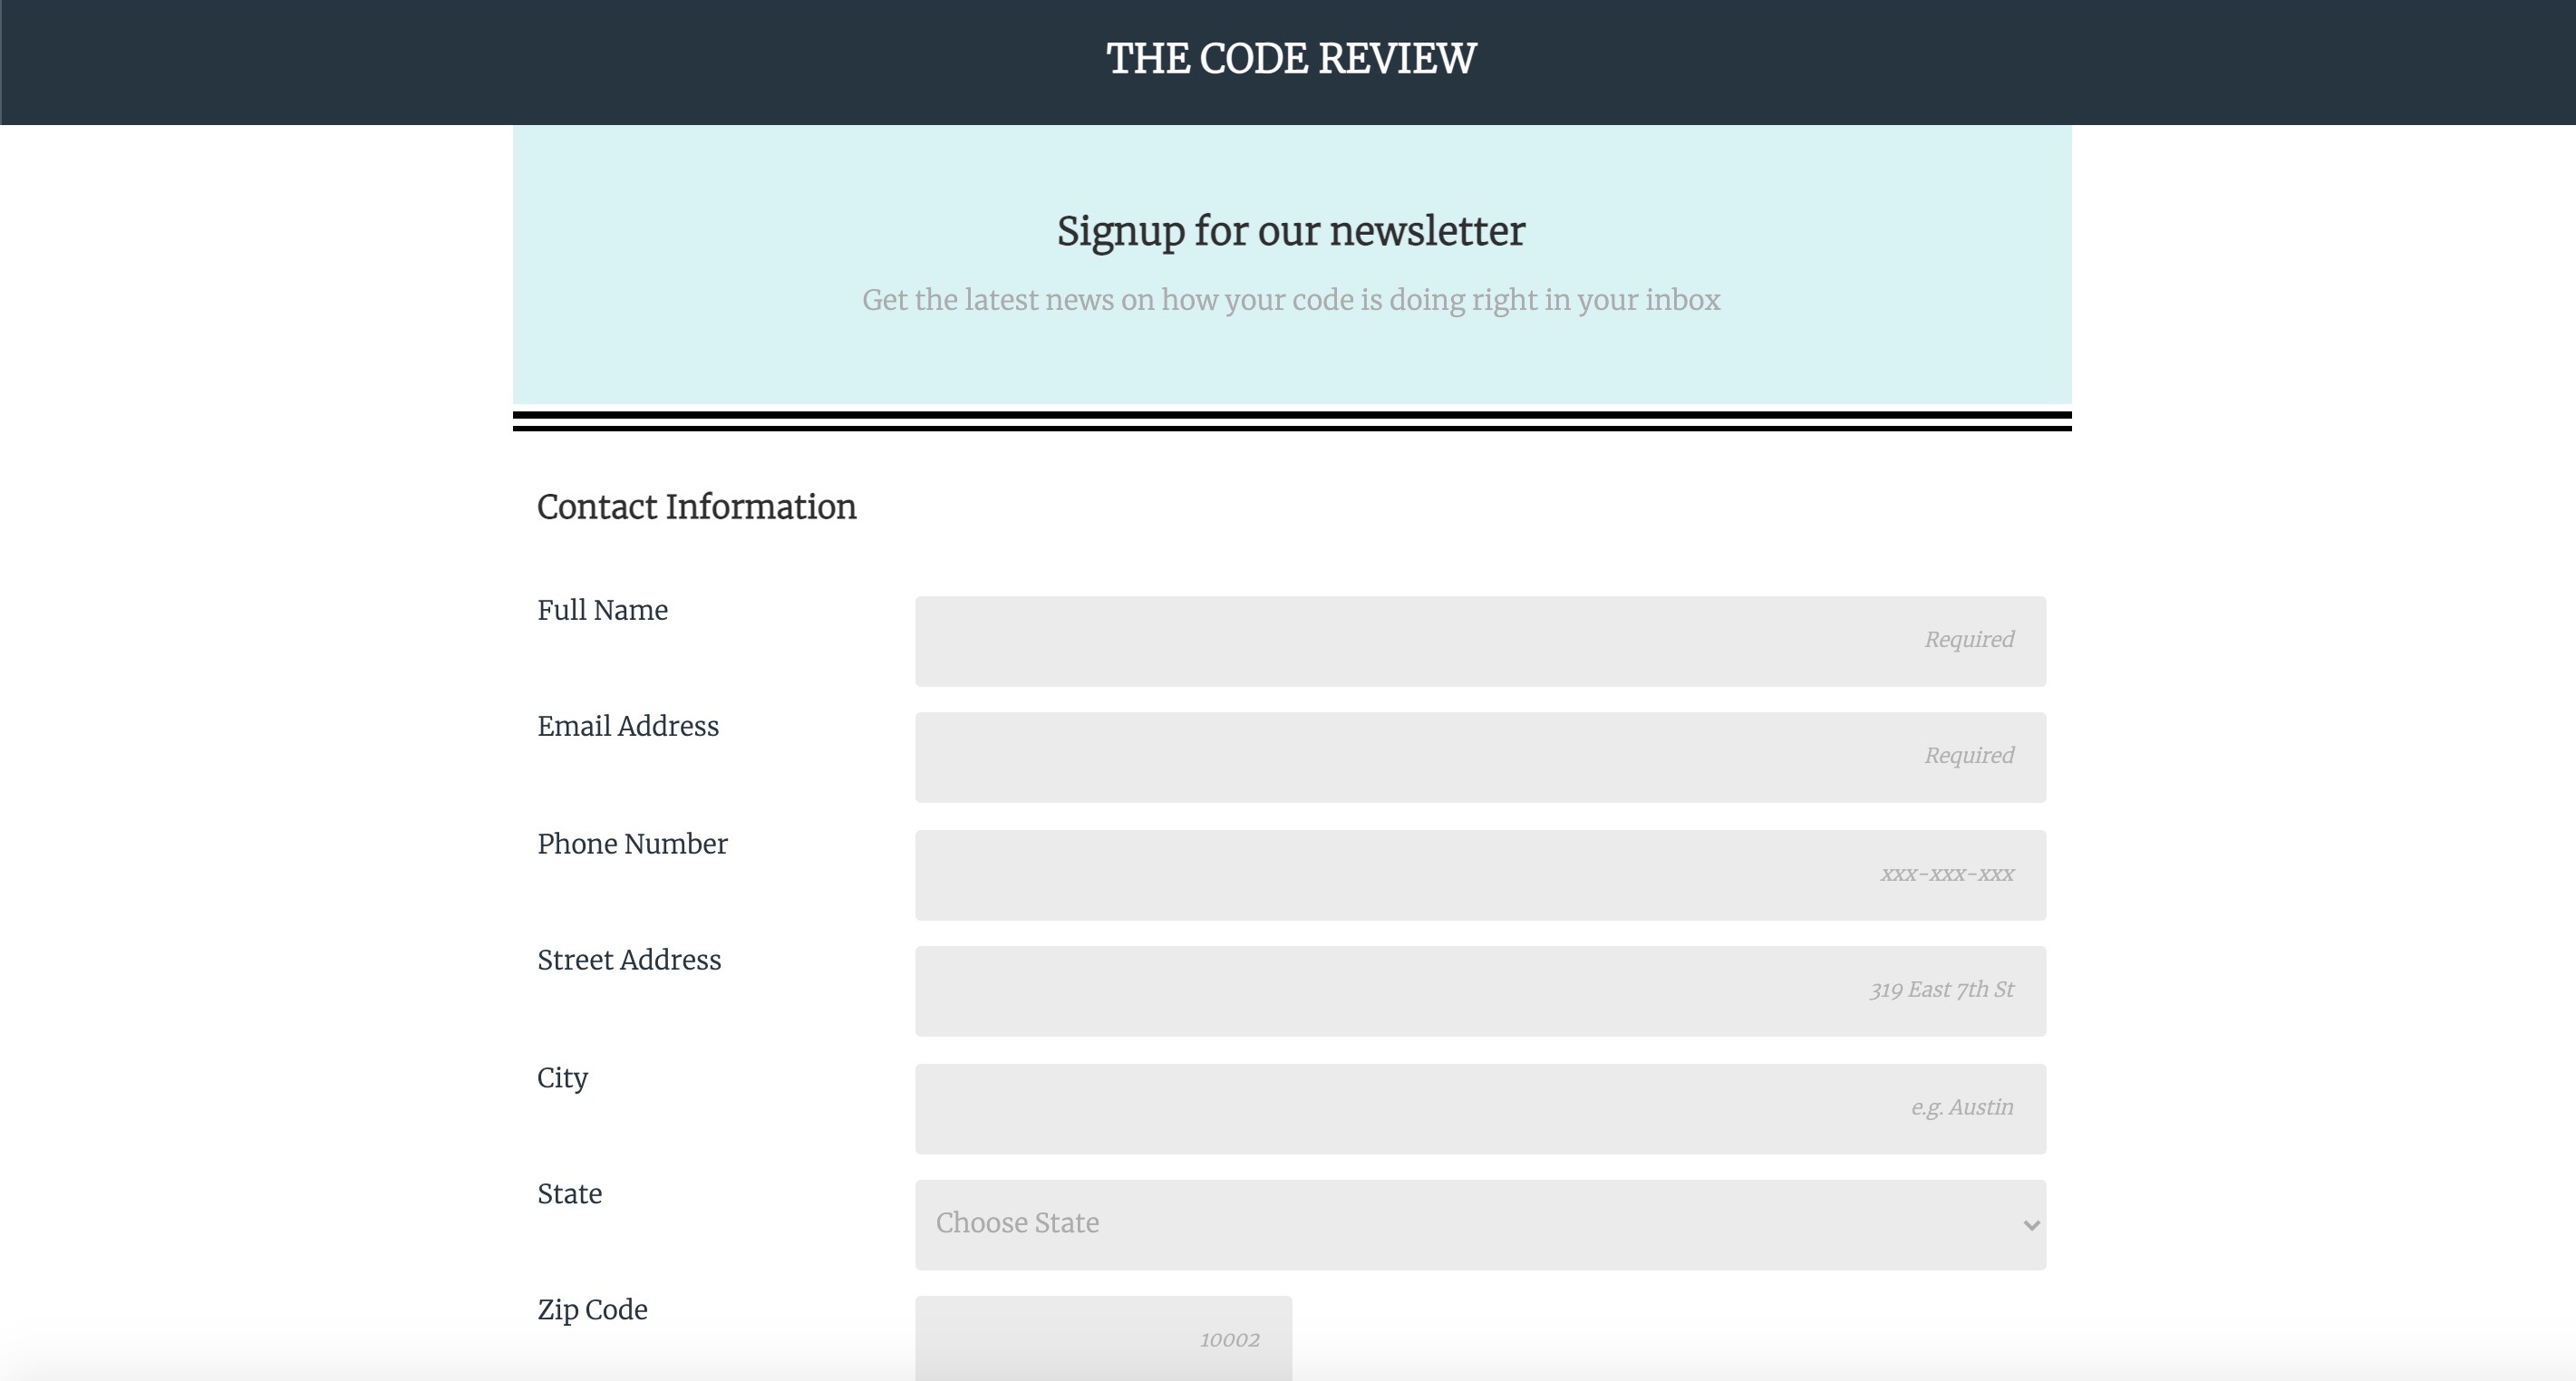 THE CODE REVIEW
Signup for our newsletter
Get the latest news on how your code is doing right in your inbox
Contact Information
Full Name
Required
Email Address
Required
Phone Number
xxx-xxx-xxx
Street Address
319 East 7th St
City
e.g. Austin
State
Choose State
Zip Code
10002